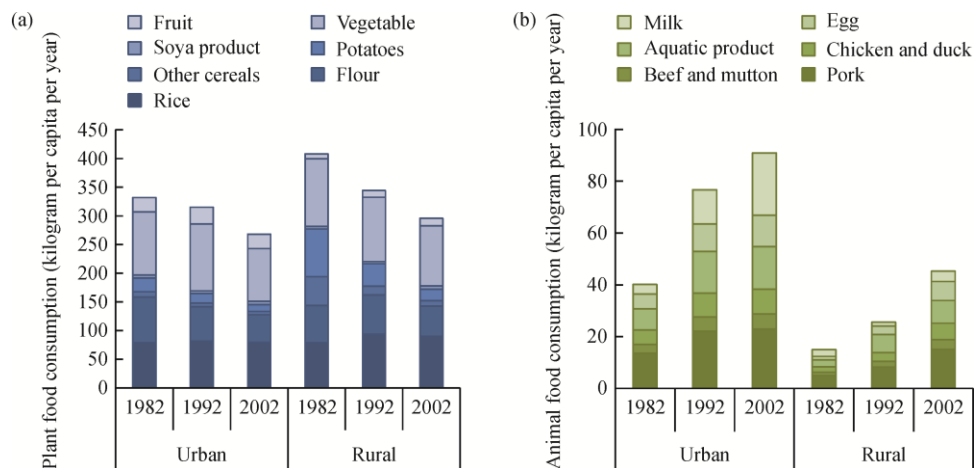 (a)
Fruit Vegetable
Soya product Potatoes
Other cereals Flour
Rice
Plant food consumption (kilogram per capita per year)
450
400
350
300
250
200
150
100
50
0
1982 1992 2002 1982 1992 2002
Urban Rural
(b)
Milk Egg
Aquatic product Chicken and duck
Beef and mutton Pork
Animal food consumption (kilogram per capita per year)
100
80
60
40
20
0
1982 1992 2002 1982 1992 2002
Urban Rural